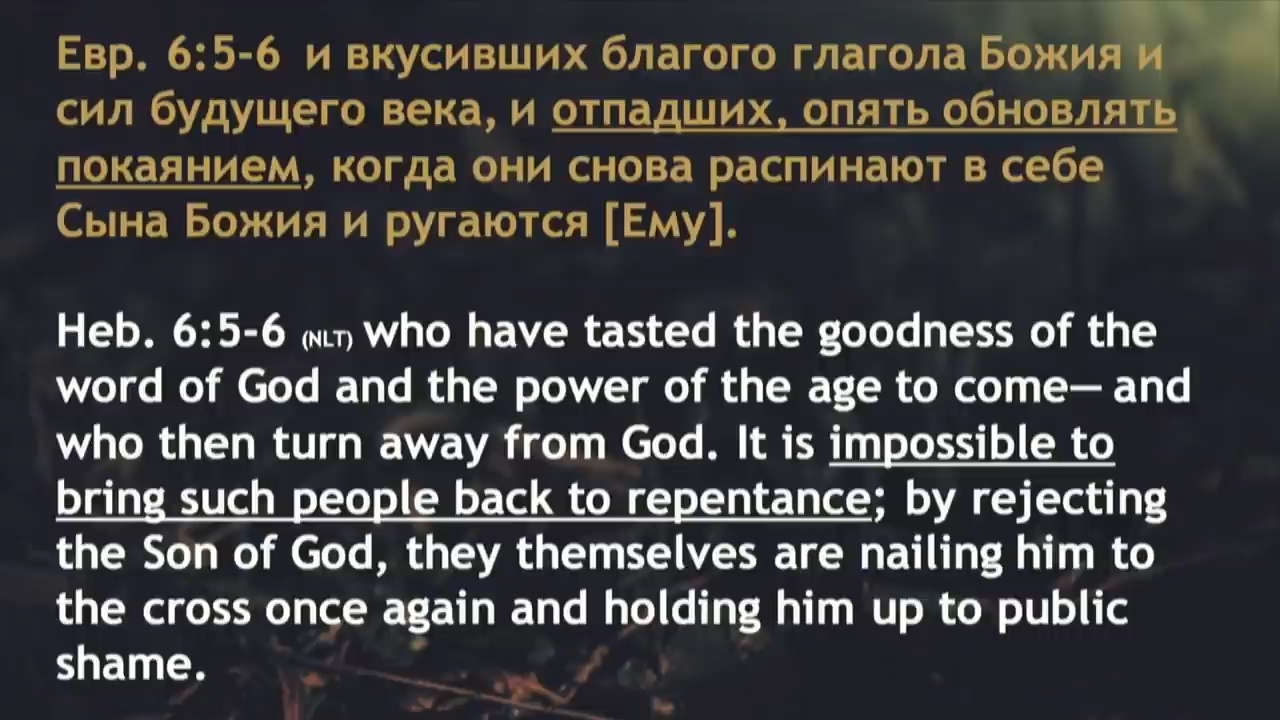 Евр. 6:5-6 и вкусивших благого глагола Божия и
сил будущего века, и отпадших, опять обновлять
покаянием, когда они снова распинают в себе
Сына Божия и ругаются [Ему].
Heb. 6:5-6 (NLT) who have tasted the goodness of the
word of God and the power of the age to come— and
who then turn away from God. It is impossible to
bring such people back to repentance; by rejecting
the Son of God, they themselves are nailing him to
the cross once again and holding him up to public
shame.